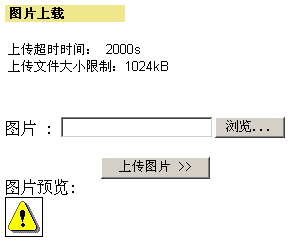 图片上载
上传超时时间： 2000s
上传文件大小限制：1024kB
图片 : 浏览...
上传图片 >>
图片预览: